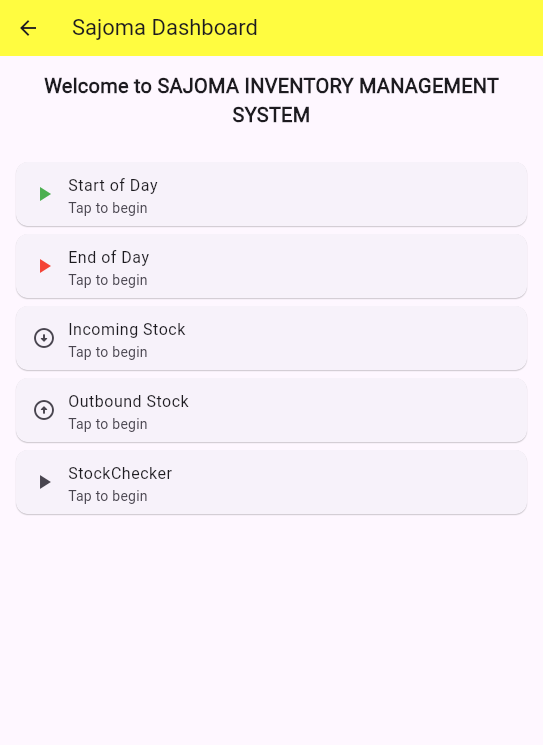 Sajoma Dashboard
Welcome to SAJOMA INVENTORY MANAGEMENT
SYSTEM
Start of Day
Tap to begin
End of Day
Tap to begin
Incoming Stock
Tap to begin
Outbound Stock
Tap to begin
StockChecker
Tap to begin